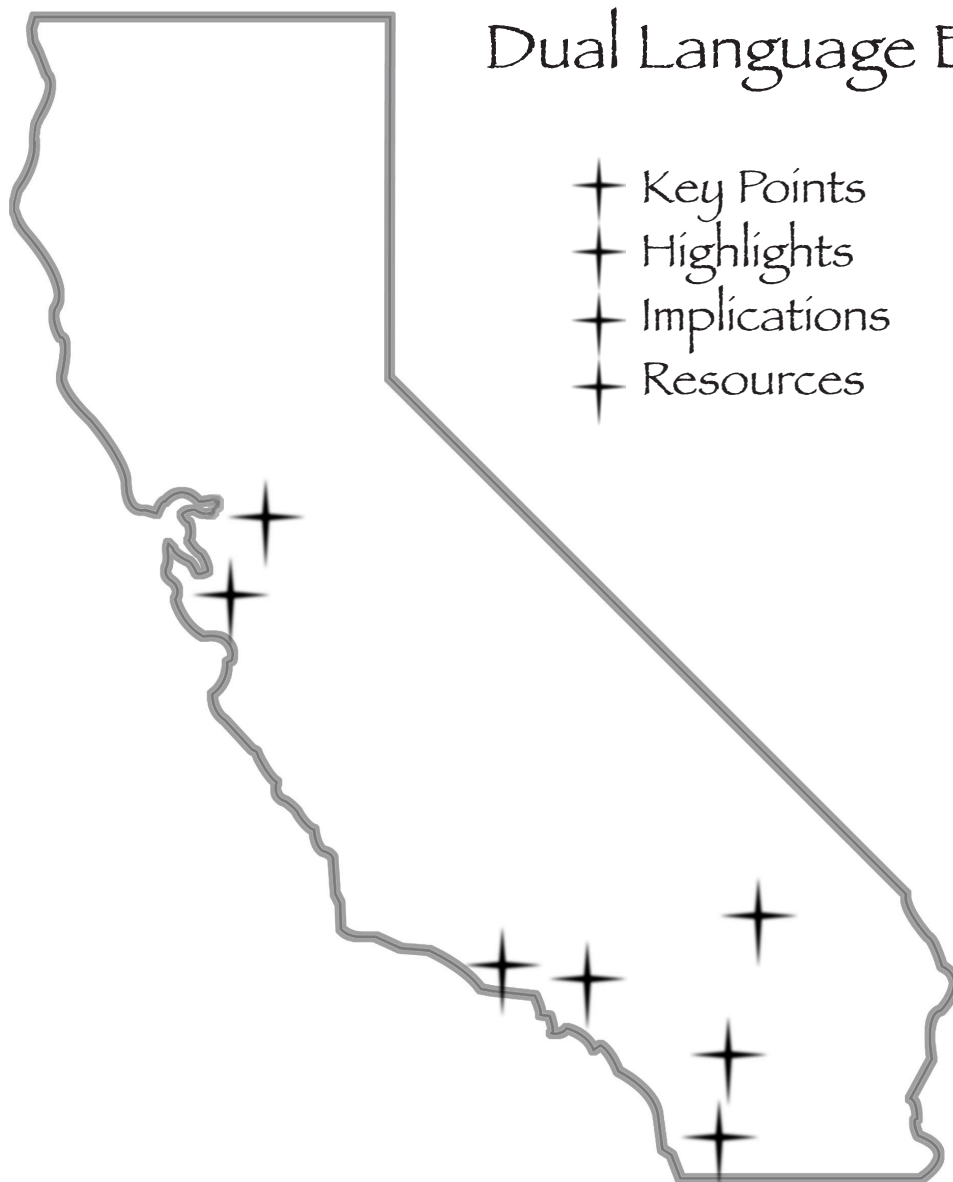 Dual Language E
Key Points
Highlights
Implications
Resources